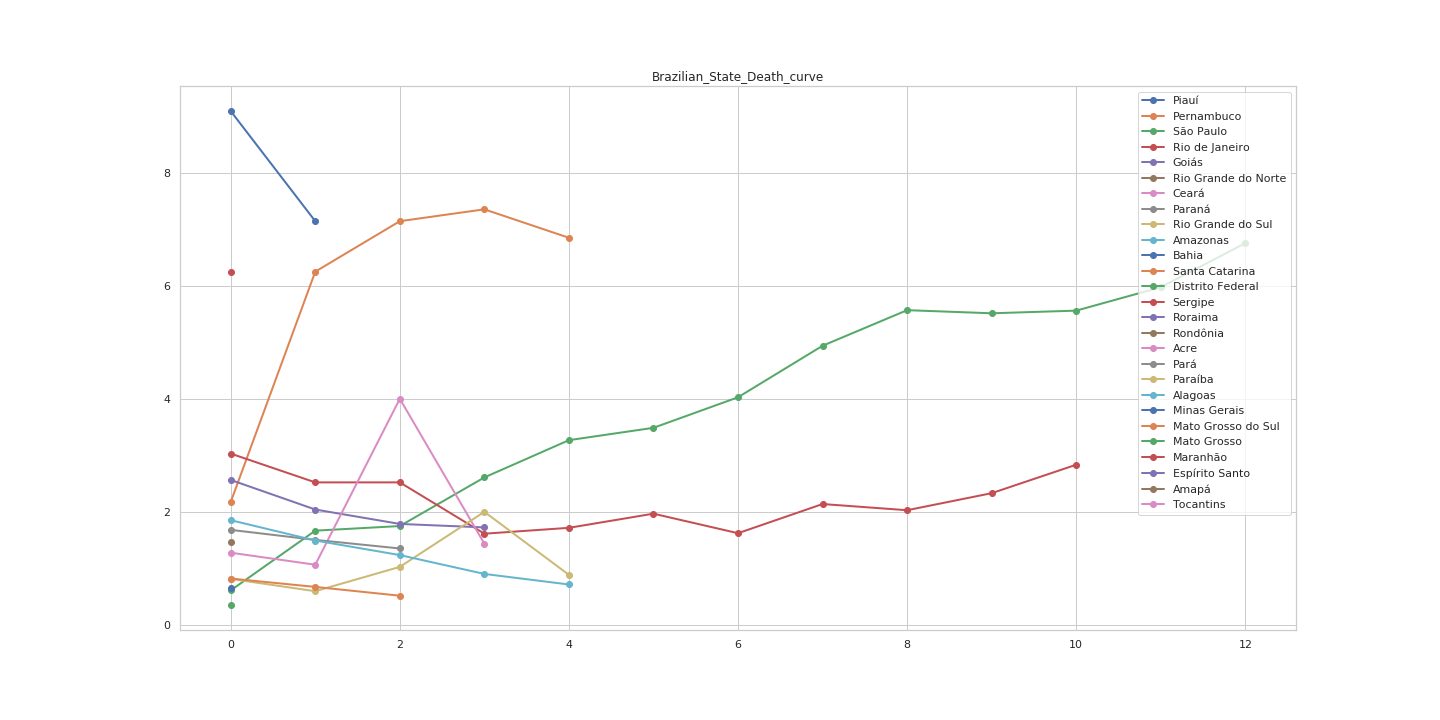 Brazilian_State_Death_curve
8
6
4
2
0
0 2 4 6 8 10 12
Piauí
Pernambuco
São Paulo
Rio de Janeiro
Goiás
Rio Grande do Norte
Ceará
Paraná
Rio Grande do Sul
Amazonas
Bahia
Santa Catarina
Distrito Federal
Sergipe
Roraima
Rondônia
Acre
Pará
Paraíba
Alagoas
Minas Gerais
Mato Grosso do Sul
Mato Grosso
Maranhão
Espírito Santo
Amapá
Tocantins